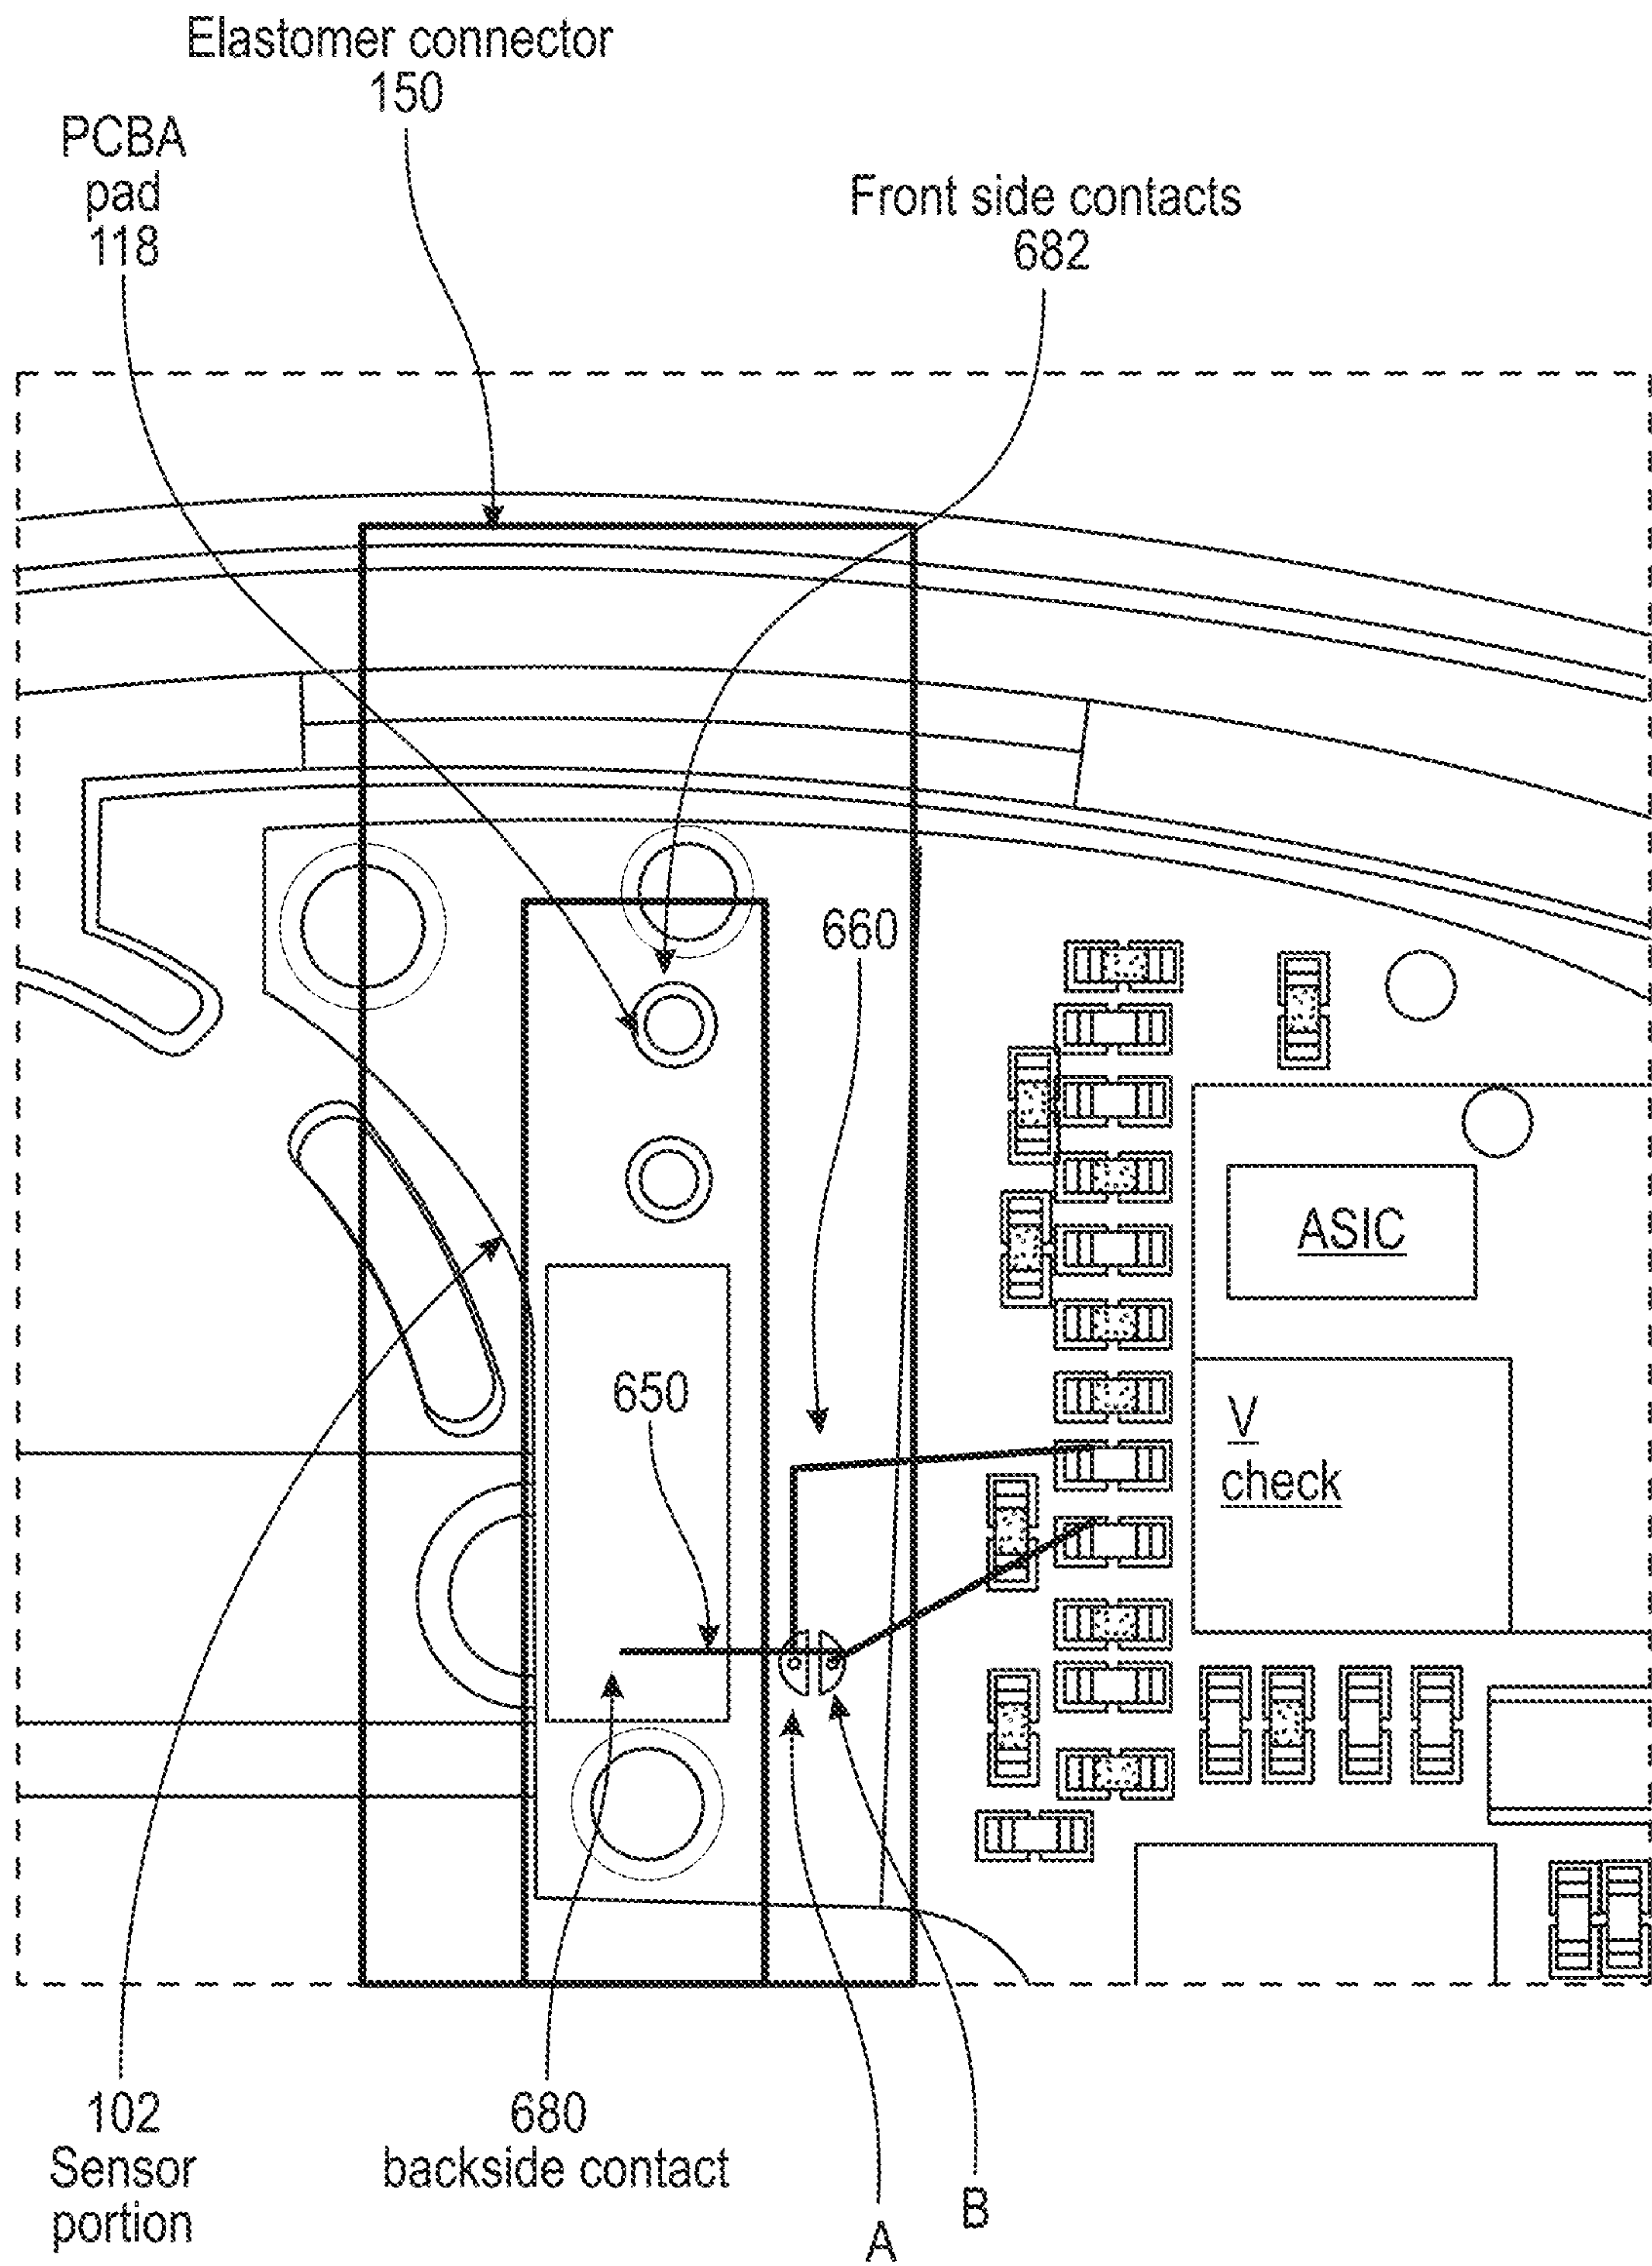 Elastomer connector
150
PCBA
pad
118
Front side contacts
682
660
ASIC
650
V
check
102
Sensor
portion
680
backside contact
A
B